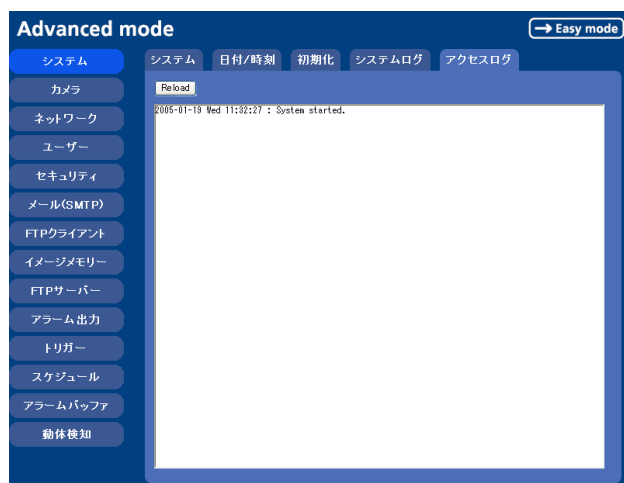 Advanced mode
→ Easy mode
システム
カメラ
ネットワーク
ユーザー
セキュリティ
メール(SMTP)
FTPクライアント
イメージメモリー
FTPサーバー
アラーム出力
トリガー
スケジュール
アラームバッファ
動体検知
システム 日付/時刻 初期化 システムログ アクセスログ
Reload
2005-01-19 Wed 11:32:27 : System started.